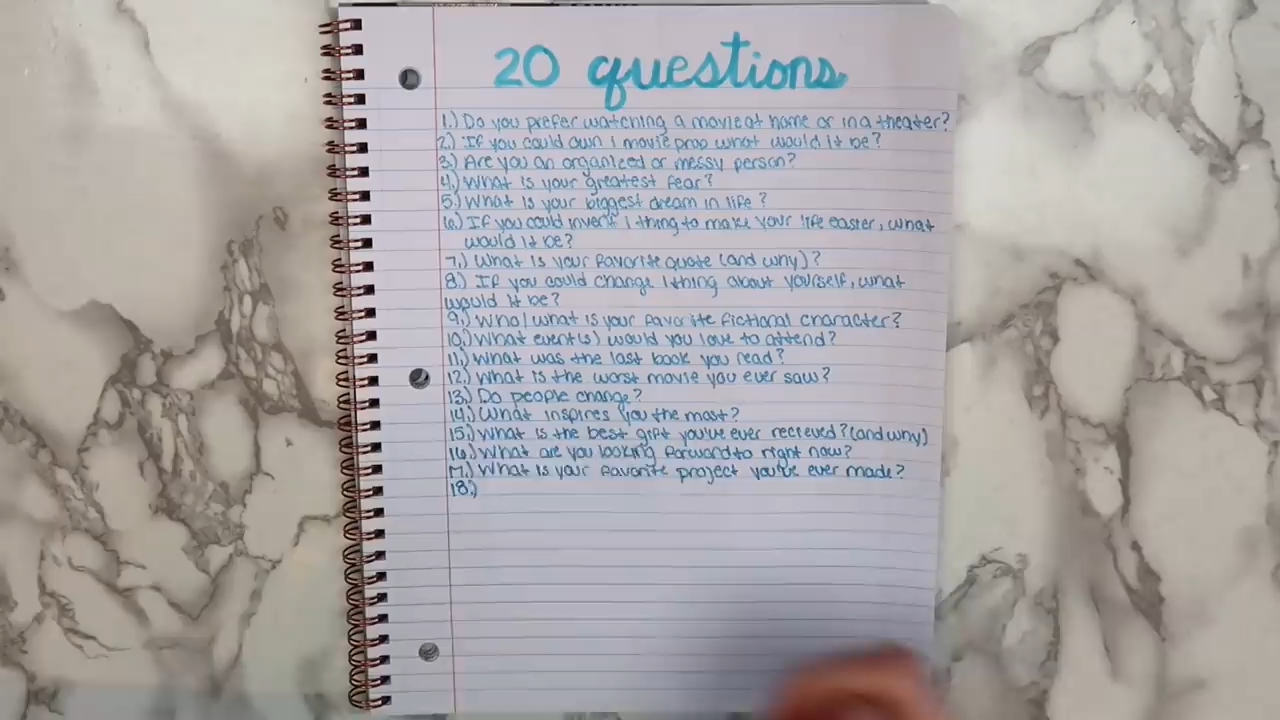 20 questions
1.) Do you prefer watching a movie at home or in a theater?
2.) If you could own 1 movie prop what would it be?
3.) Are you an organized or messy person?
4.) What is your greatest fear?
5.) What is your biggest dream in life?
6.) If you could invent 1 thing to make your life easier, what
would it be?
7.) What is your favorite quote (and why)?
8.) If you could change 1 thing about yourself, what
would it be?
9.) Who/what is your favorite fictional character?
10.) What event(s) would you love to attend?
11.) What was the last book you read?
12.) What is the worst movie you ever saw?
13.) Do people change?
14.) What inspires you the most?
15.) What is the best gift you've ever recieved? (and why)
16.) What are you looking forward to right now?
17.) What is your favorite project you've ever made?
18.)